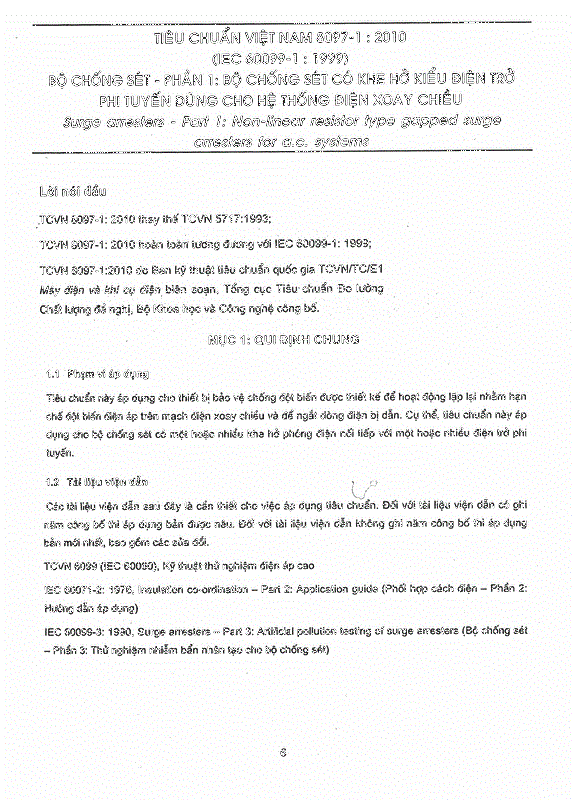 TIÊU CHUẨN VIỆT NAM 8097-1 : 2010
(IEC 60099-1 : 1999)
BỘ CHỐNG SÉT - PHẦN 1: BỘ CHỐNG SÉT CÓ KHE HỞ KIỂU ĐIỆN TRỞ
PHI TUYẾN DÙNG CHO HỆ THỐNG ĐIỆN XOAY CHIỀU
Surge arresters - Part 1: Non-linear resistor type gapped surge
arresters for a.c. systems
Lời nói đầu
TCVN 8097-1: 2010 thay thế TCVN 5717:1993;
TCVN 8097-1: 2010 hoàn toàn tương đương với IEC 60099-1: 1999;
TCVN 8097-1:2010 do Ban kỹ thuật tiêu chuẩn quốc gia TCVN/TC/E1
Máy điện và khí cụ điện biên soạn, Tổng cục Tiêu chuẩn Đo lường
Chất lượng đề nghị, Bộ Khoa học và Công nghệ công bố.
MỤC 1: QUI ĐỊNH CHUNG
1.1 Phạm vi áp dụng
Tiêu chuẩn này áp dụng cho thiết bị bảo vệ chống đột biến được thiết kế để hoạt động lặp lại nhằm hạn
chế đột biến điện áp trên mạch điện xoay chiều và để ngắt dòng điện bị dẫn. Cụ thể, tiêu chuẩn này áp
dụng cho bộ chống sét có một hoặc nhiều khe hở phóng điện nối tiếp với một hoặc nhiều điện trở phi
tuyến.
1.2 Tài liệu viện dẫn
Các tài liệu viện dẫn sau đây là cần thiết cho việc áp dụng tiêu chuẩn. Đối với tài liệu viện dẫn có ghi
năm công bố thì áp dụng bản được nêu. Đối với tài liệu viện dẫn không ghi năm công bố thì áp dụng
bản mới nhất, bao gồm các sửa đổi.
TCVN 6099 (IEC 60060), Kỹ thuật thử nghiệm điện áp cao
IEC 60071-2: 1976, Insulation co-ordination – Part 2: Application guide (Phối hợp cách điện – Phần 2:
Hướng dẫn áp dụng)
IEC 60099-3: 1990, Surge arresters – Part 3: Artificial pollution testing of surge arresters (Bộ chống sét
– Phần 3: Thử nghiệm nhiễm bẩn nhân tạo cho bộ chống sét)
6